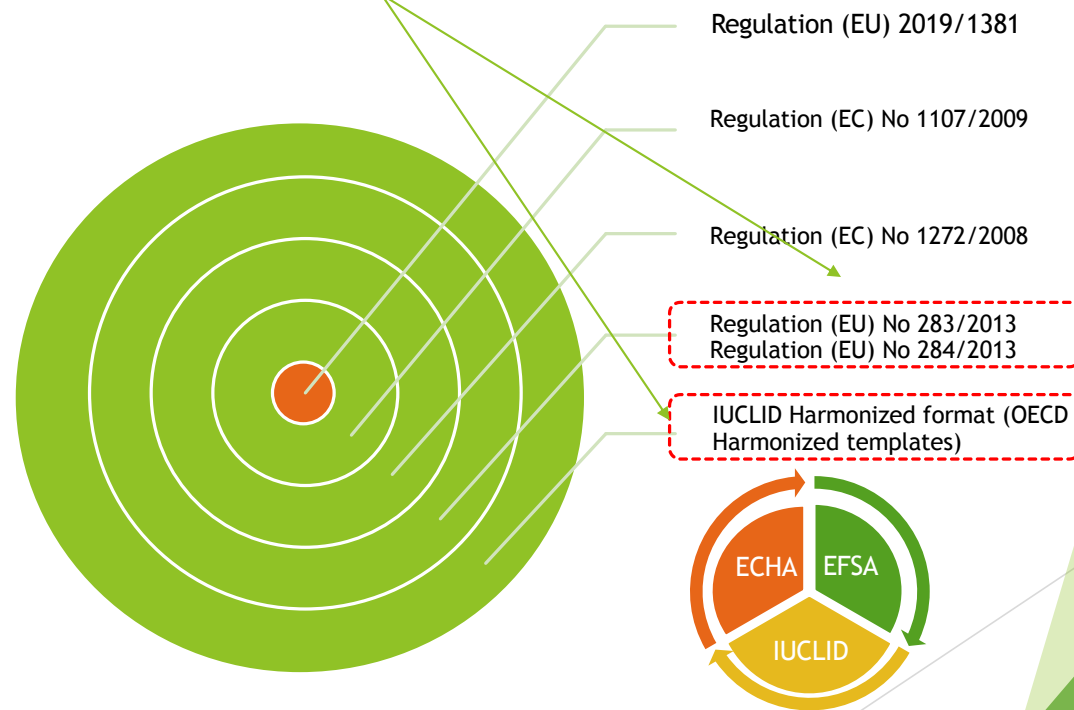 Regulation (EU) 2019/1381
Regulation (EC) No 1107/2009
Regulation (EC) No 1272/2008
Regulation (EU) No 283/2013
Regulation (EU) No 284/2013
IUCLID Harmonized format (OECD
Harmonized templates)
ECHA
EFSA
IUCLID